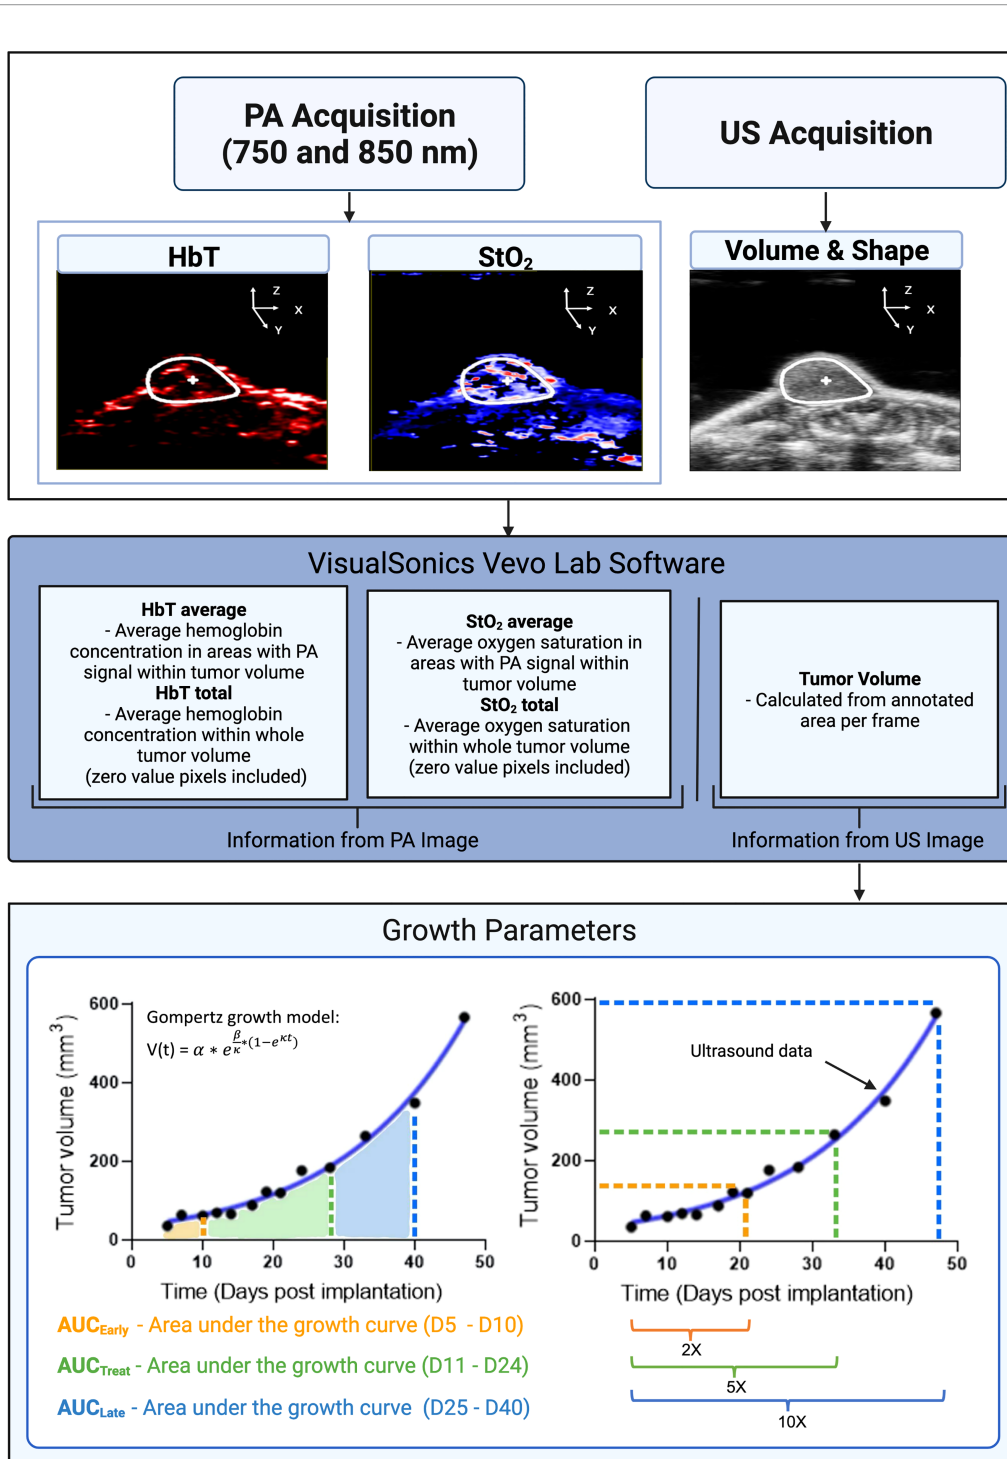 PA Acquisition
(750 and 850 nm)
US Acquisition
HbT
StO₂
Volume & Shape
Z
X
Y
Z
X
Y
Z
X
Y
VisualSonics Vevo Lab Software
HbT average
- Average hemoglobin
concentration in areas with PA
signal within tumor volume
HbT total
- Average hemoglobin
concentration within whole
tumor volume
(zero value pixels included)
StO₂ average
- Average oxygen saturation in
areas with PA signal within
tumor volume
StO₂ total
- Average oxygen saturation
within whole tumor volume
(zero value pixels included)
Tumor Volume
- Calculated from annotated
area per frame
Information from PA Image
Information from US Image
Growth Parameters
Gompertz growth model:
V(t) = α * e^(β/κ *(1−e^κt))
Tumor volume (mm³)
600
400
200
0
0 10 20 30 40 50
Time (Days post implantation)
Ultrasound data
Tumor volume (mm³)
600
400
200
0
0 10 20 30 40 50
Time (Days post implantation)
AUC_Early - Area under the growth curve (D5 - D10)
AUC_Treat - Area under the growth curve (D11 - D24)
AUC_Late - Area under the growth curve (D25 - D40)
2X
5X
10X